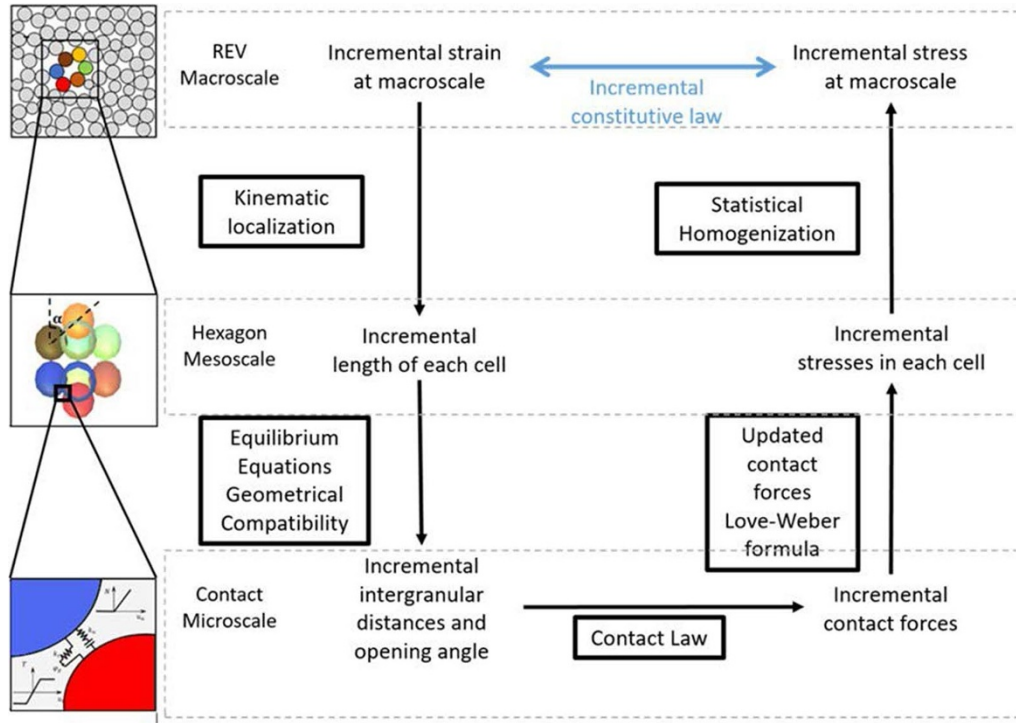 REV
Macroscale
Incremental strain
at macroscale
Incremental
constitutive law
Incremental stress
at macroscale
Kinematic
localization
Statistical
Homogenization
α
Hexagon
Mesoscale
Incremental
length of each cell
Incremental
stresses in each cell
Equilibrium
Equations
Geometrical
Compatibility
Updated
contact
forces
Love-Weber
formula
N
T
Contact
Microscale
Incremental
intergranular
distances and
opening angle
Contact Law
Incremental
contact forces